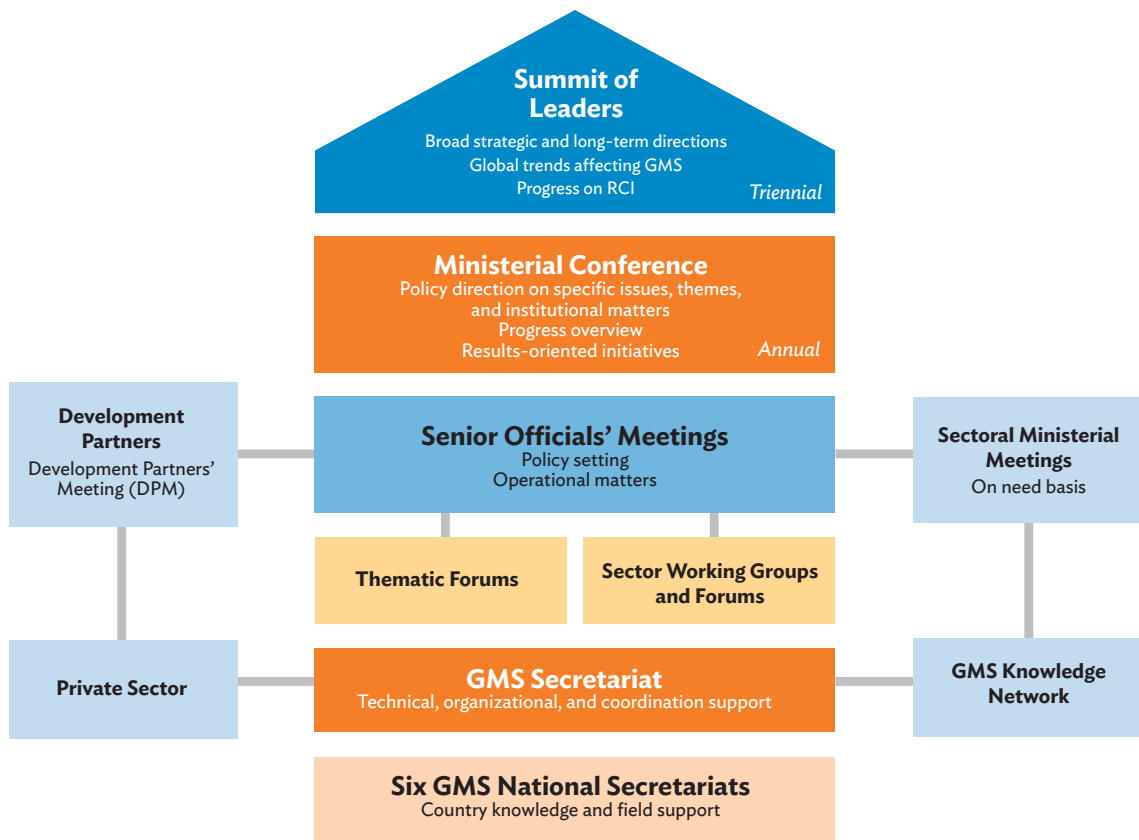 Summit of
Leaders
Broad strategic and long-term directions
Global trends affecting GMS
Progress on RCI
Triennial
Ministerial Conference
Policy direction on specific issues, themes,
and institutional matters
Progress overview
Results-oriented initiatives
Annual
Development
Partners
Development Partners’
Meeting (DPM)
Senior Officials’ Meetings
Policy setting
Operational matters
Sectoral Ministerial
Meetings
On need basis
Thematic Forums
Sector Working Groups
and Forums
Private Sector
GMS Secretariat
Technical, organizational, and coordination support
GMS Knowledge
Network
Six GMS National Secretariats
Country knowledge and field support